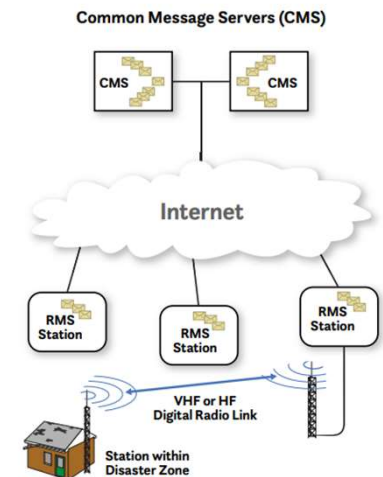 Common Message Servers (CMS)
CMS
CMS
Internet
RMS
Station
RMS
Station
RMS
Station
VHF or HF
Digital Radio Link
Station within
Disaster Zone